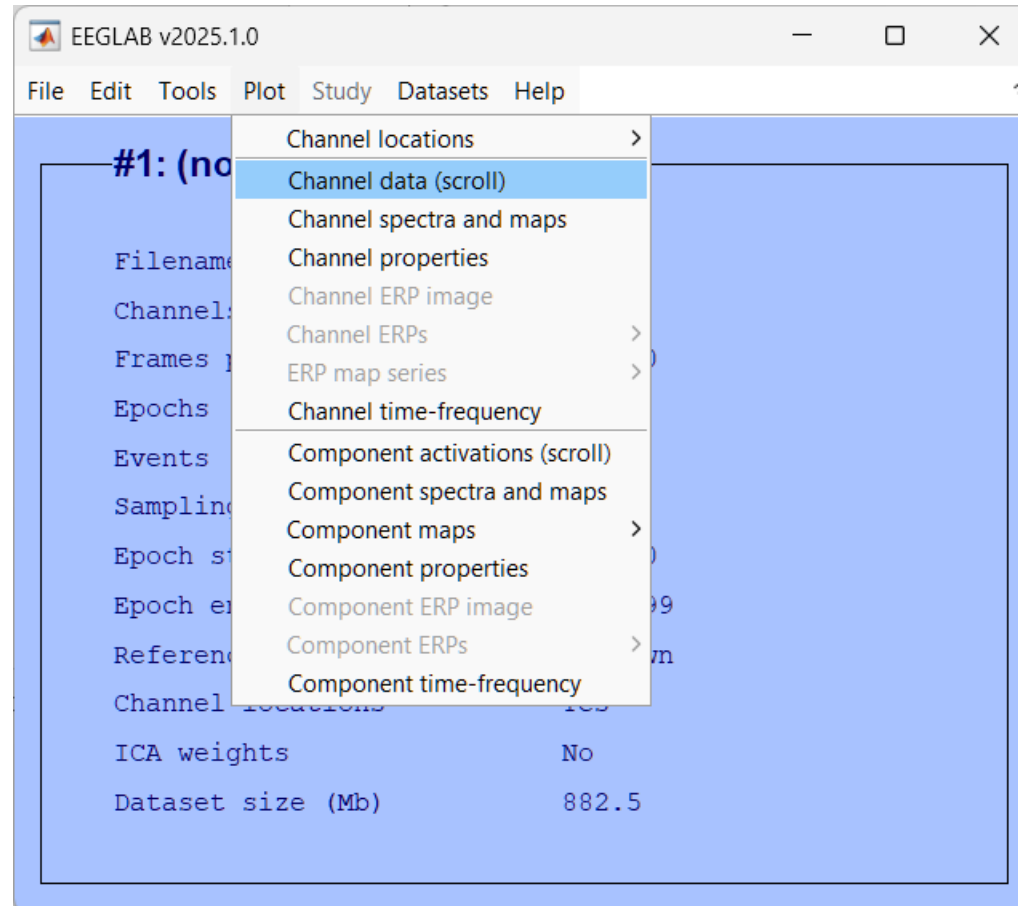 EEGLAB v2025.1.0
File Edit Tools Plot Study Datasets Help
#1: (no
Channel locations
Channel data (scroll)
Channel spectra and maps
Channel properties
Channel ERP image
Channel ERPs
ERP map series
Channel time-frequency
Component activations (scroll)
Component spectra and maps
Component maps
Component properties
Component ERP image
Component ERPs
Component time-frequency
Filename
Channels
Frames
Epochs
Events
Sampling
Epoch
Epoch 99
Channel
ICA weights No
Dataset size (Mb) 882.5